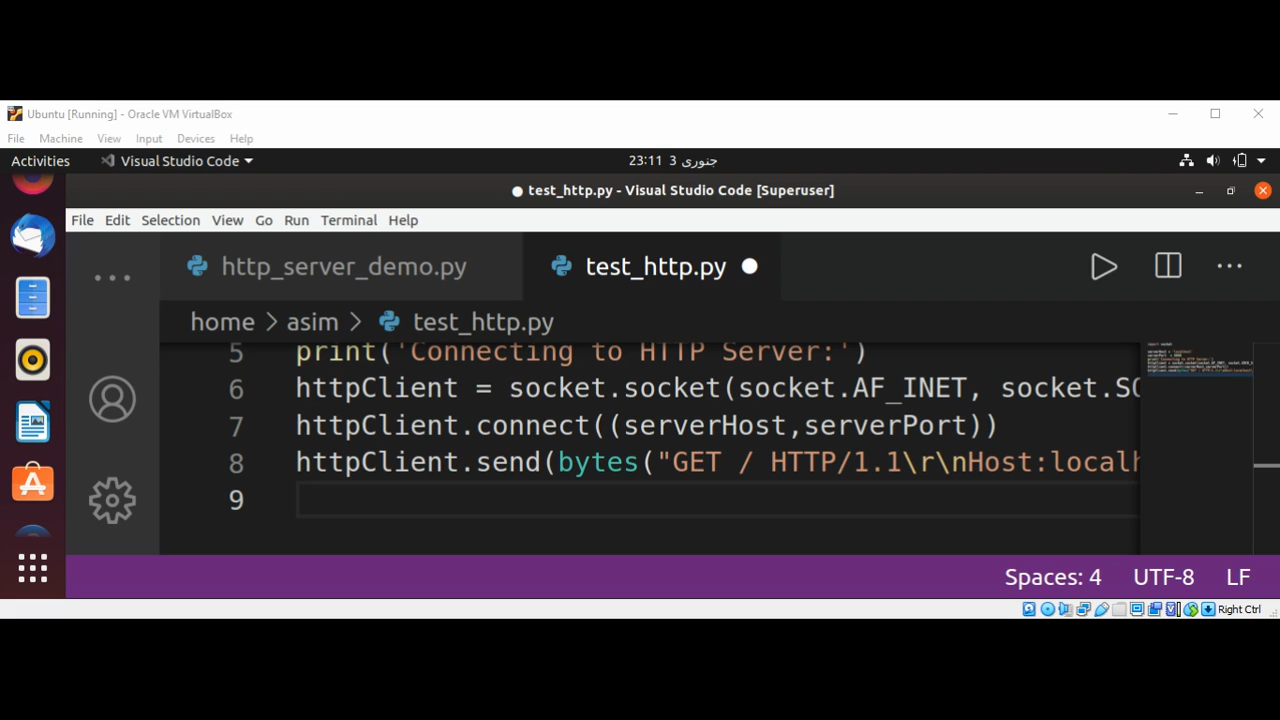 Ubuntu [Running] - Oracle VM VirtualBox
File Machine View Input Devices Help
Activities Visual Studio Code 23:11 3 جنوری
● test_http.py - Visual Studio Code [Superuser]
File Edit Selection View Go Run Terminal Help
http_server_demo.py test_http.py
home > asim > test_http.py
5 print('Connecting to HTTP Server:')
6 httpClient = socket.socket(socket.AF_INET, socket.SO
7 httpClient.connect((serverHost,serverPort))
8 httpClient.send(bytes("GET / HTTP/1.1\r\nHost:localh
9
Spaces: 4 UTF-8 LF
Right Ctrl